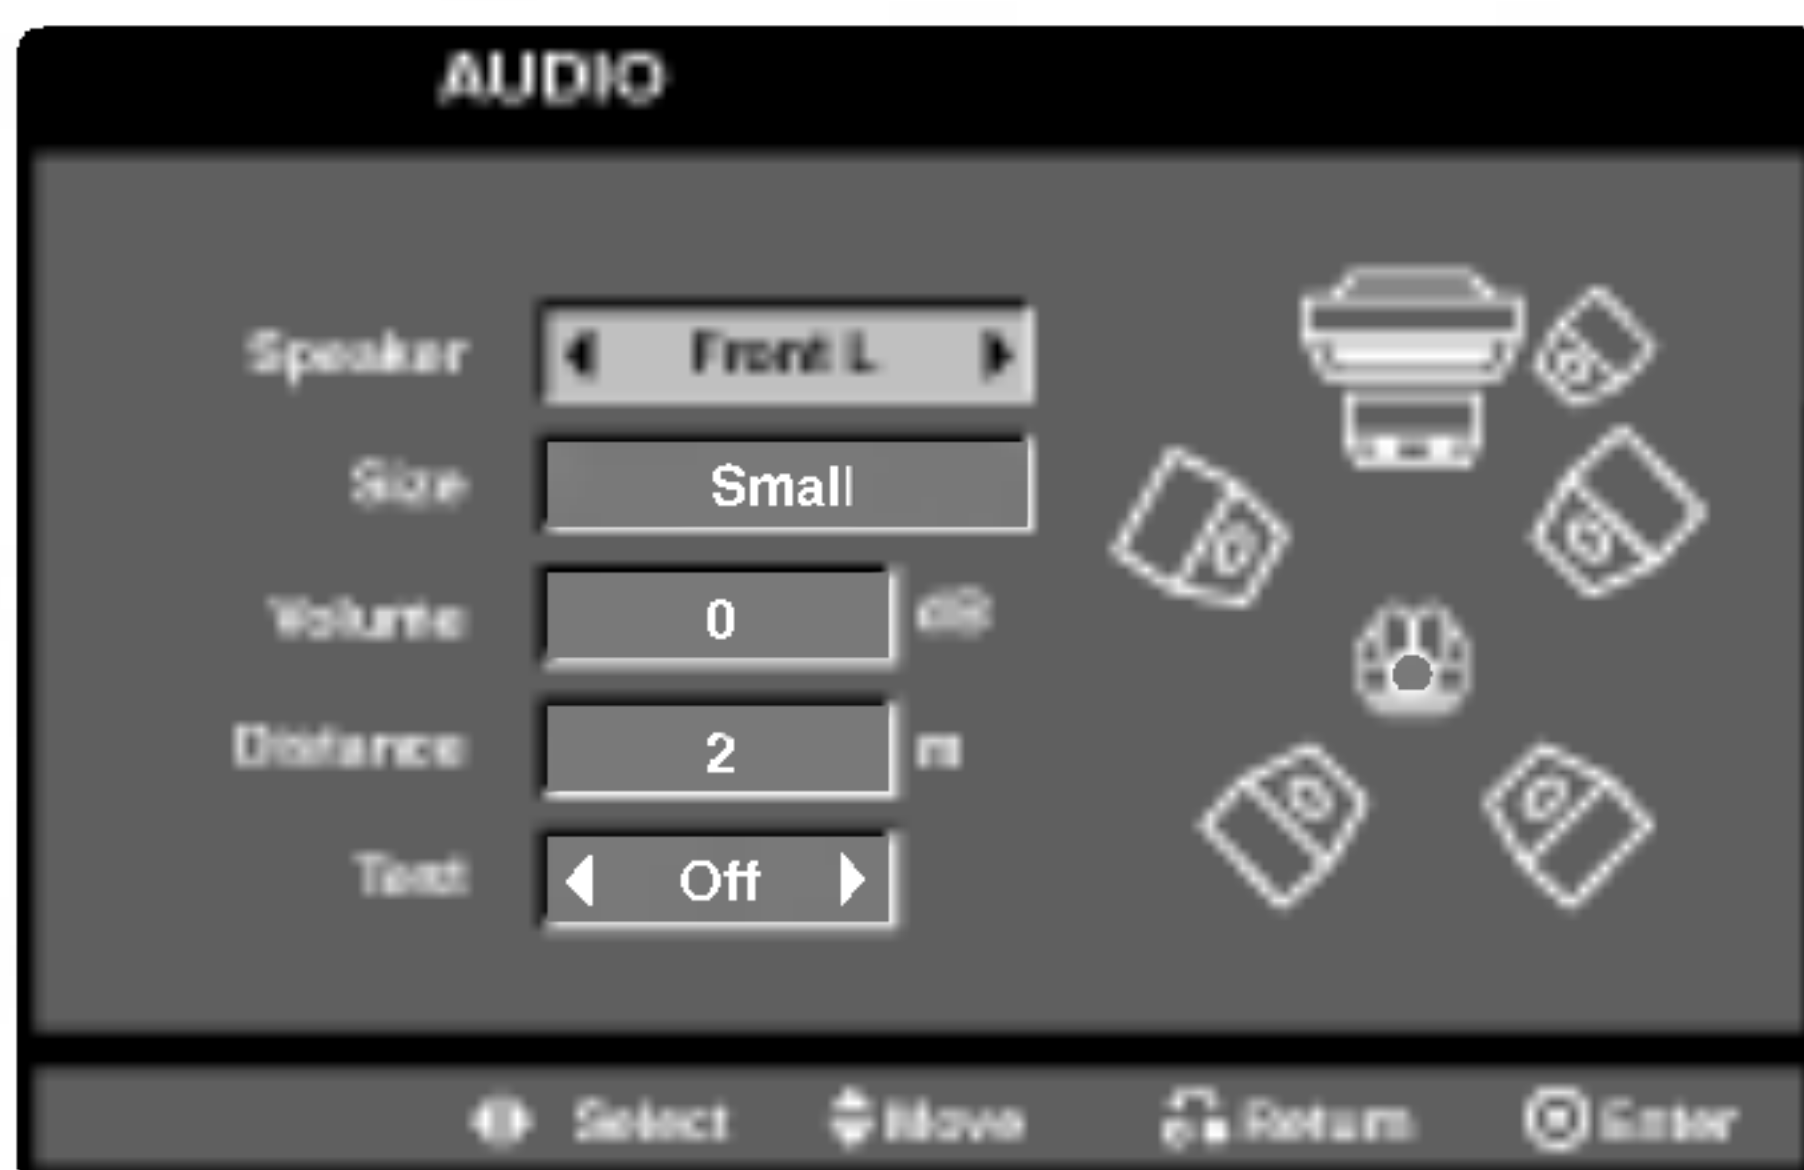 AUDIO
Speaker Front L
Size Small
Volume 0 dB
Distance 2 m
Test Off
Select Move Return Enter